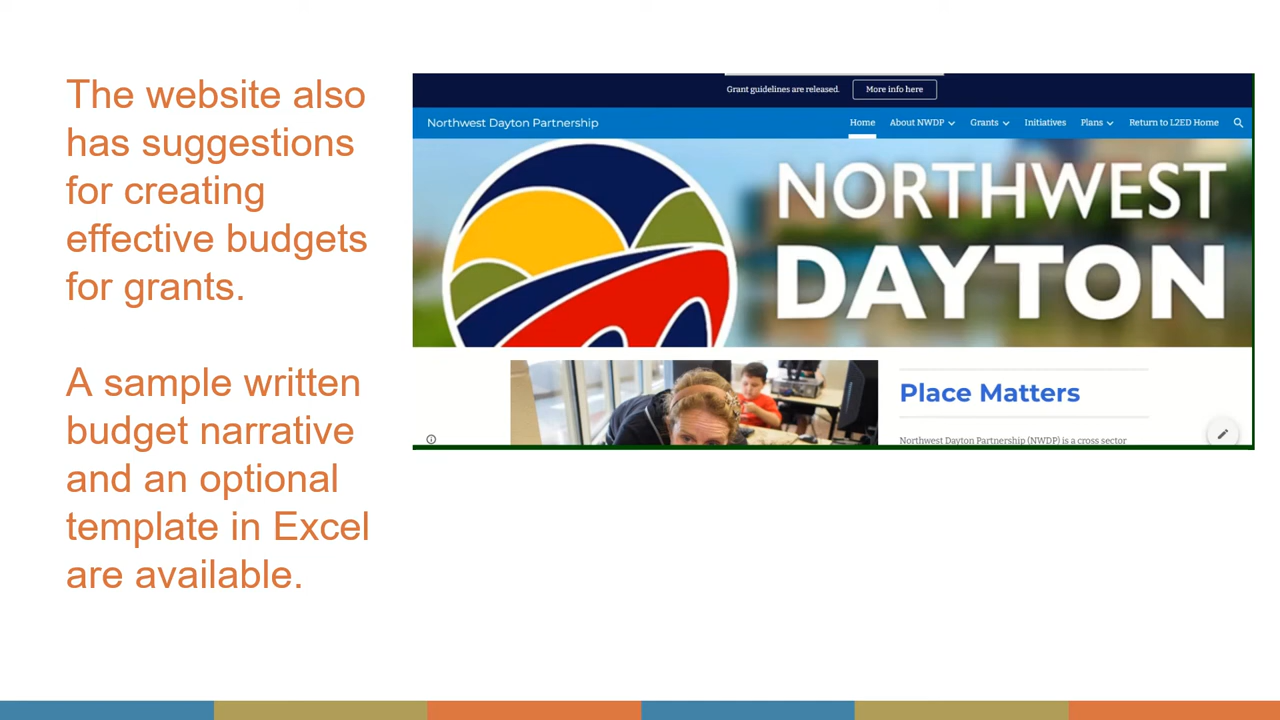 The website also
has suggestions
for creating
effective budgets
for grants.
A sample written
budget narrative
and an optional
template in Excel
are available.
Grant guidelines are released. More info here
Northwest Dayton Partnership Home About NWDP Grants Initiatives Plans Return to L2ED Home
NORTHWEST
DAYTON
Place Matters
Northwest Dayton Partnership (NWDP) is a cross sector